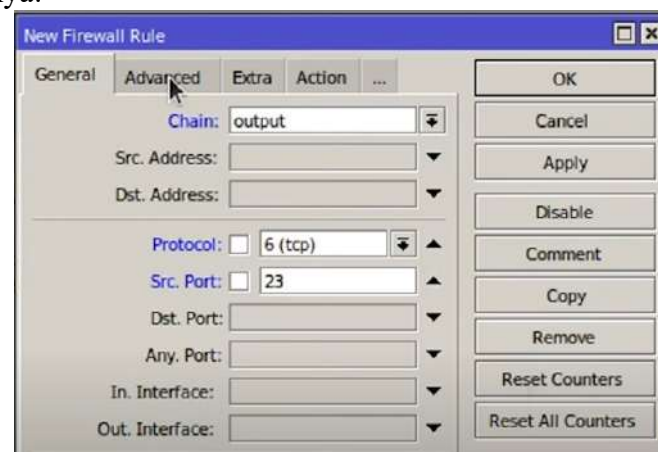 New Firewall Rule
General Advanced Extra Action ...
Chain: output
Src. Address:
Dst. Address:
Protocol: 6 (tcp)
Src. Port: 23
Dst. Port:
Any. Port:
In. Interface:
Out. Interface:
OK
Cancel
Apply
Disable
Comment
Copy
Remove
Reset Counters
Reset All Counters